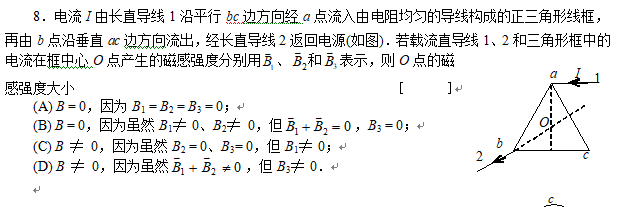 8．电流 I 由长直导线 1 沿平行 bc 边方向经 a 点流入由电阻均匀的导线构成的正三角形线框，
再由 b 点沿垂直 ac 边方向流出，经长直导线 2 返回电源(如图)．若载流直导线 1、2 和三角形框中的
电流在框中心 O 点产生的磁感强度分别用 B⃗₁、B⃗₂ 和 B⃗₃ 表示，则 O 点的磁
感强度大小 [ ]↵
(A) B = 0，因为 B₁ = B₂ = B₃ = 0；↵
(B) B = 0，因为虽然 B₁ ≠ 0、B₂ ≠ 0，但 B⃗₁ + B⃗₂ = 0，B₃ = 0；↵
(C) B ≠ 0，因为虽然 B₂ = 0、B₃= 0，但 B₁≠ 0；↵
(D) B ≠ 0，因为虽然 B⃗₁ + B⃗₂ ≠ 0，但 B₃≠ 0．↵
a I 1
O
b c
2
c